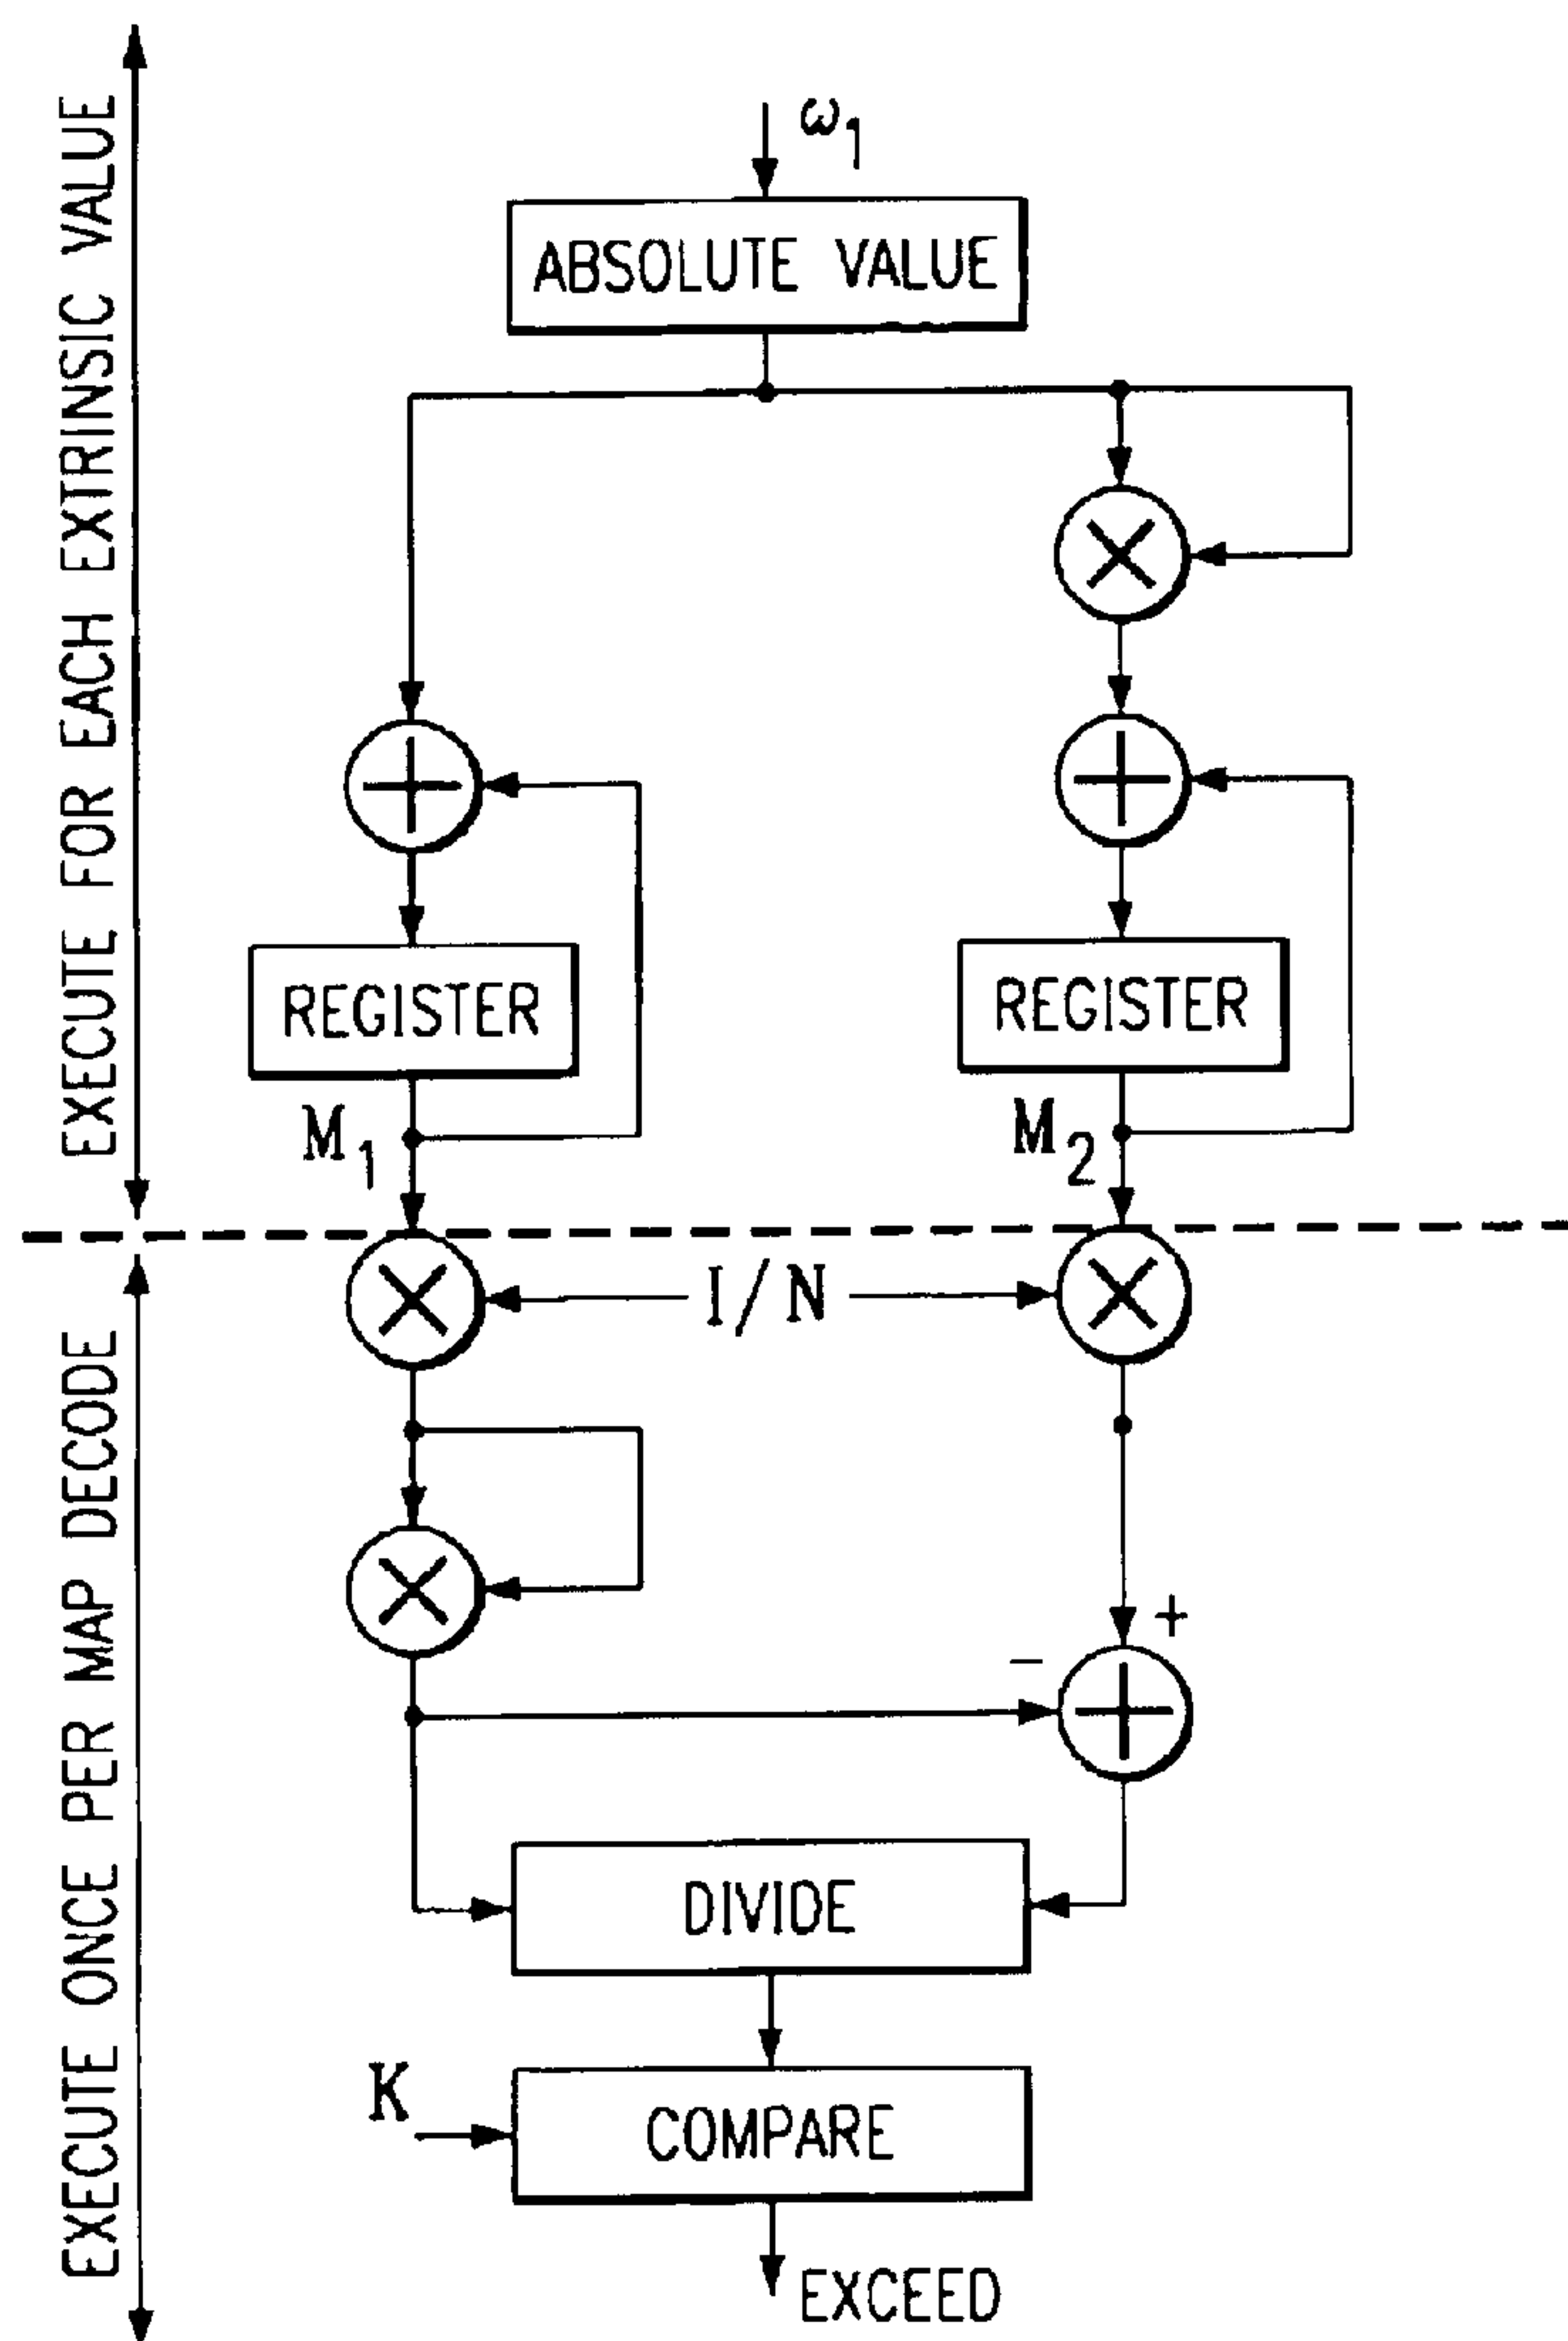 EXECUTE FOR EACH EXTRINSIC VALUE
ω1
ABSOLUTE VALUE
REGISTER
REGISTER
M1
M2
EXECUTE ONCE PER MAP DECODE
I/N
+
−
DIVIDE
K
COMPARE
EXCEED